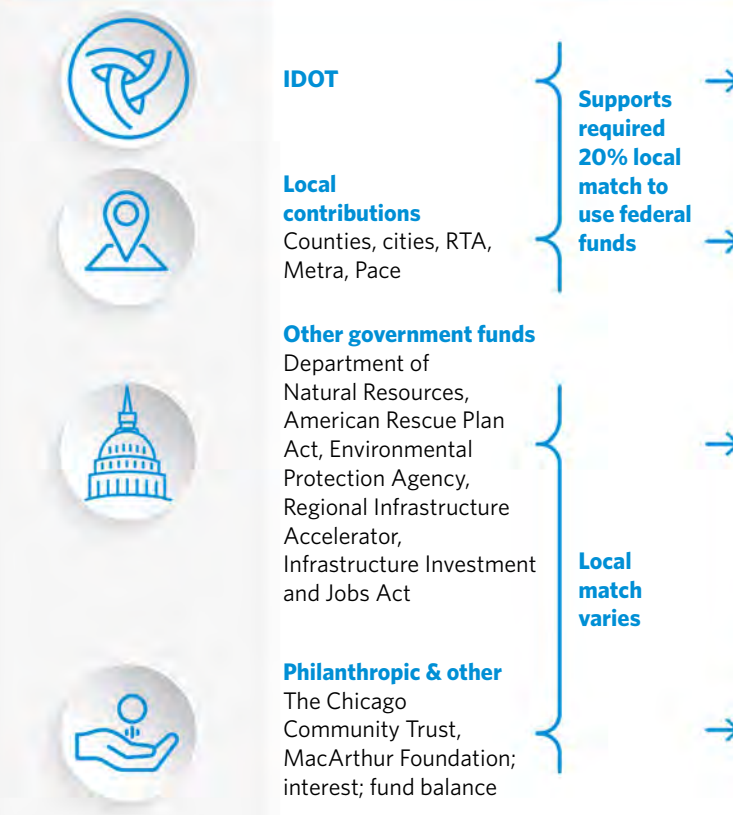 IDOT
Supports
required
20% local
match to
use federal
funds
Local
contributions
Counties, cities, RTA,
Metra, Pace
Other government funds
Department of
Natural Resources,
American Rescue Plan
Act, Environmental
Protection Agency,
Regional Infrastructure
Accelerator,
Infrastructure Investment
and Jobs Act
Local
match
varies
Philanthropic & other
The Chicago
Community Trust,
MacArthur Foundation;
interest; fund balance